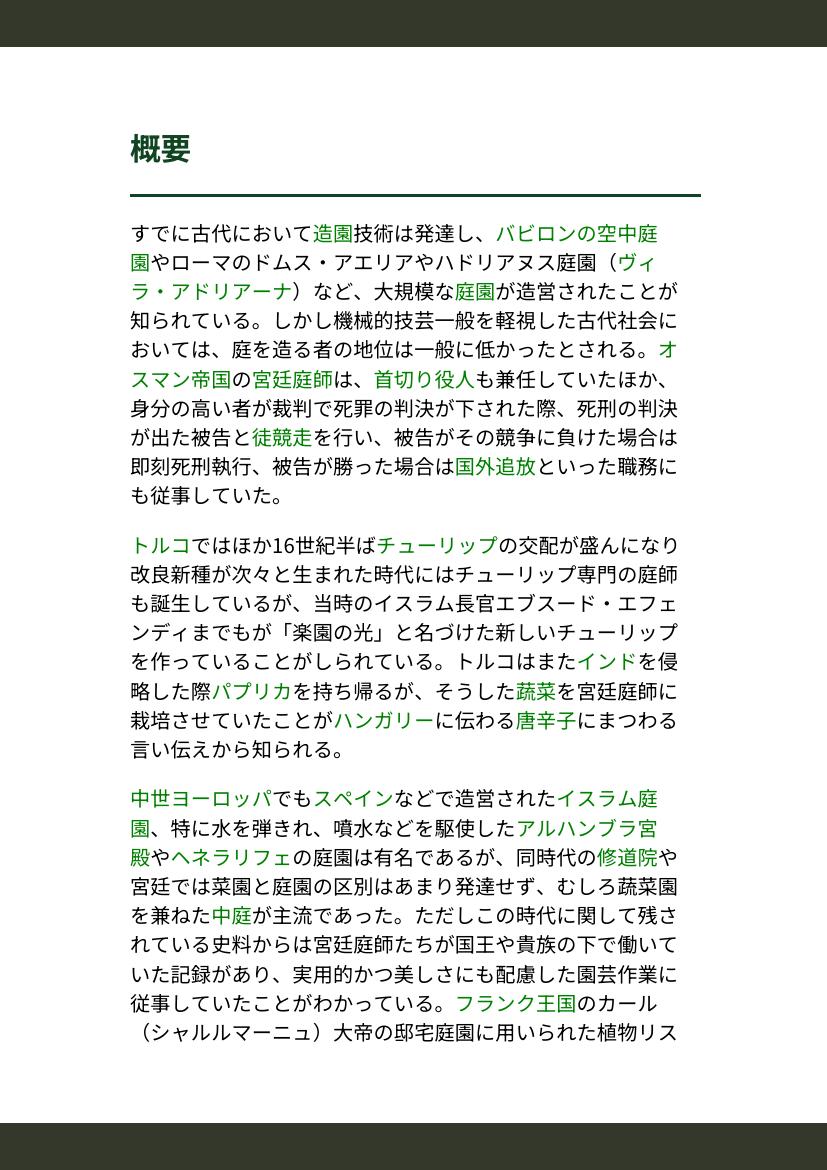 概要
すでに古代において造園技術は発達し、バビロンの空中庭
園やローマのドムス・アエリアやハドリアヌス庭園（ヴィ
ラ・アドリアーナ）など、大規模な庭園が造営されたことが
知られている。しかし機械的技芸一般を軽視した古代社会に
おいては、庭を造る者の地位は一般に低かったとされる。オ
スマン帝国の宮廷庭師は、首切り役人も兼任していたほか、
身分の高い者が裁判で死罪の判決が下された際、死刑の判決
が出た被告と徒競走を行い、被告がその競争に負けた場合は
即刻死刑執行、被告が勝った場合は国外追放といった職務に
も従事していた。
トルコではほか16世紀半ばチューリップの交配が盛んになり
改良新種が次々と生まれた時代にはチューリップ専門の庭師
も誕生しているが、当時のイスラム長官エブスード・エフェ
ンディまでもが「楽園の光」と名づけた新しいチューリップ
を作っていることがしられている。トルコはまたインドを侵
略した際パプリカを持ち帰るが、そうした蔬菜を宮廷庭師に
栽培させていたことがハンガリーに伝わる唐辛子にまつわる
言い伝えから知られる。
中世ヨーロッパでもスペインなどで造営されたイスラム庭
園、特に水を弾きれ、噴水などを駆使したアルハンブラ宮
殿やヘネラリフェの庭園は有名であるが、同時代の修道院や
宮廷では菜園と庭園の区別はあまり発達せず、むしろ蔬菜園
を兼ねた中庭が主流であった。ただしこの時代に関して残さ
れている史料からは宮廷庭師たちが国王や貴族の下で働いて
いた記録があり、実用的かつ美しさにも配慮した園芸作業に
従事していたことがわかっている。フランク王国のカール
（シャルルマーニュ）大帝の邸宅庭園に用いられた植物リス